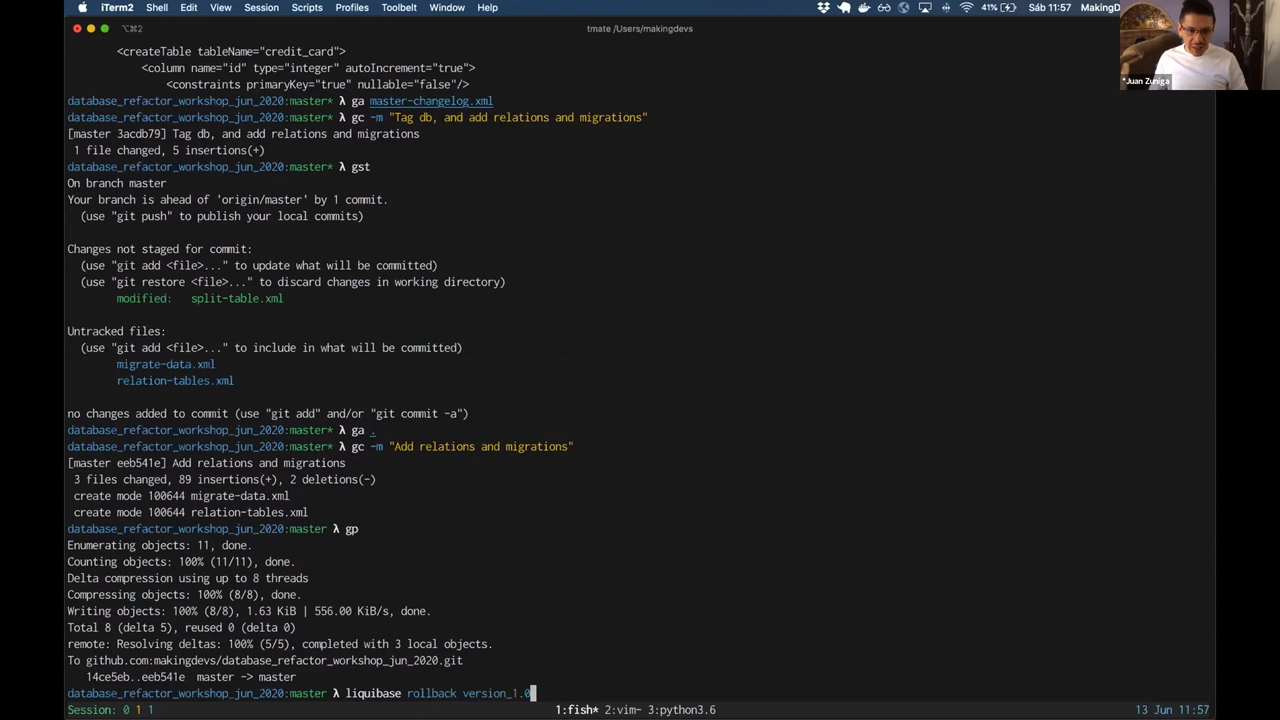 iTerm2 Shell Edit View Session Scripts Profiles Toolbelt Window Help 41% Sáb 11:57 MakingD
⌥⌘2 tmate /Users/makingdevs
*Juan Zuniga
<createTable tableName="credit_card">
<column name="id" type="integer" autoIncrement="true">
<constraints primaryKey="true" nullable="false"/>
database_refactor_workshop_jun_2020:master* λ ga master-changelog.xml
database_refactor_workshop_jun_2020:master* λ gc -m "Tag db, and add relations and migrations"
[master 3acdb79] Tag db, and add relations and migrations
1 file changed, 5 insertions(+)
database_refactor_workshop_jun_2020:master* λ gst
On branch master
Your branch is ahead of 'origin/master' by 1 commit.
(use "git push" to publish your local commits)
Changes not staged for commit:
(use "git add <file>..." to update what will be committed)
(use "git restore <file>..." to discard changes in working directory)
modified: split-table.xml
Untracked files:
(use "git add <file>..." to include in what will be committed)
migrate-data.xml
relation-tables.xml
no changes added to commit (use "git add" and/or "git commit -a")
database_refactor_workshop_jun_2020:master* λ ga .
database_refactor_workshop_jun_2020:master* λ gc -m "Add relations and migrations"
[master eeb541e] Add relations and migrations
3 files changed, 89 insertions(+), 2 deletions(-)
create mode 100644 migrate-data.xml
create mode 100644 relation-tables.xml
database_refactor_workshop_jun_2020:master λ gp
Enumerating objects: 11, done.
Counting objects: 100% (11/11), done.
Delta compression using up to 8 threads
Compressing objects: 100% (8/8), done.
Writing objects: 100% (8/8), 1.63 KiB | 556.00 KiB/s, done.
Total 8 (delta 5), reused 0 (delta 0)
remote: Resolving deltas: 100% (5/5), completed with 3 local objects.
To github.com:makingdevs/database_refactor_workshop_jun_2020.git
14ce5eb..eeb541e master -> master
database_refactor_workshop_jun_2020:master λ liquibase rollback version_1.0
Session: 0 1 1 1:fish* 2:vim- 3:python3.6 13 Jun 11:57